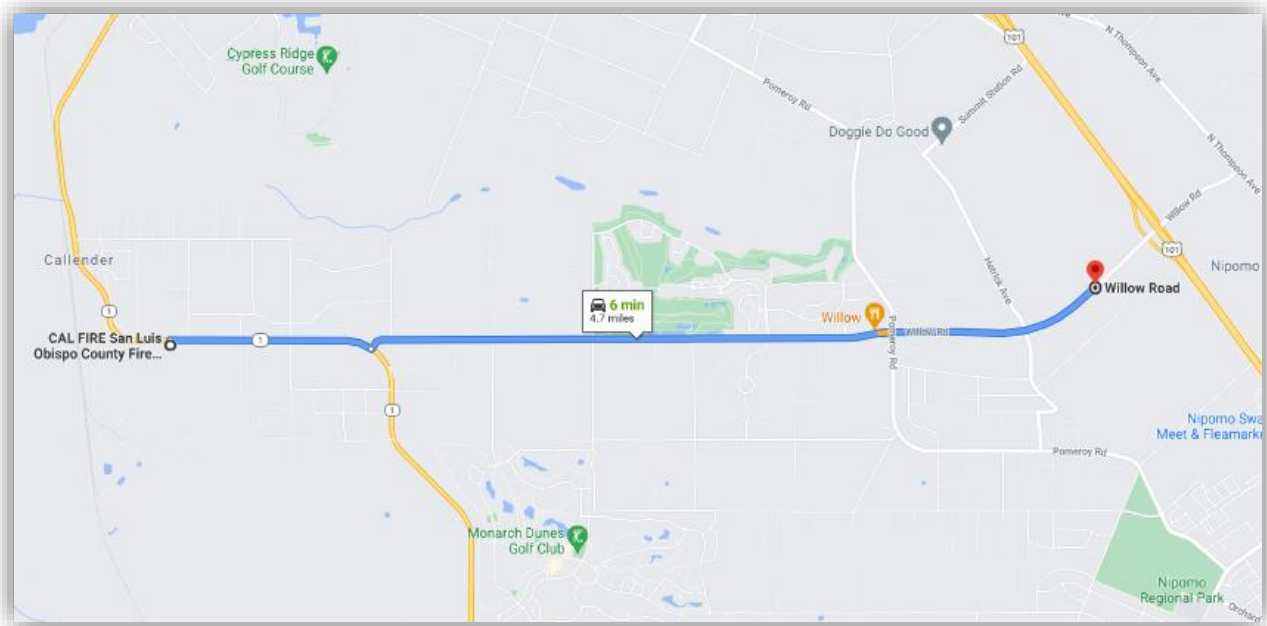 Cypress Ridge
Golf Course
101
N Thompson Ave
Pomeroy Rd
Summit Station Rd
Doggie Do Good
N Thompson Ave
Willow Rd
101
Callender
Nipomo
Hetrick Ave
6 min
4.7 miles
Willow Road
1
Willow
CAL FIRE San Luis
Obispo County Fire...
1
Willow Rd
Pomeroy Rd
1
Nipomo Swa
Meet & Fleamark
Pomeroy Rd
Monarch Dunes
Golf Club
Nipomo
Regional Park
Orchard